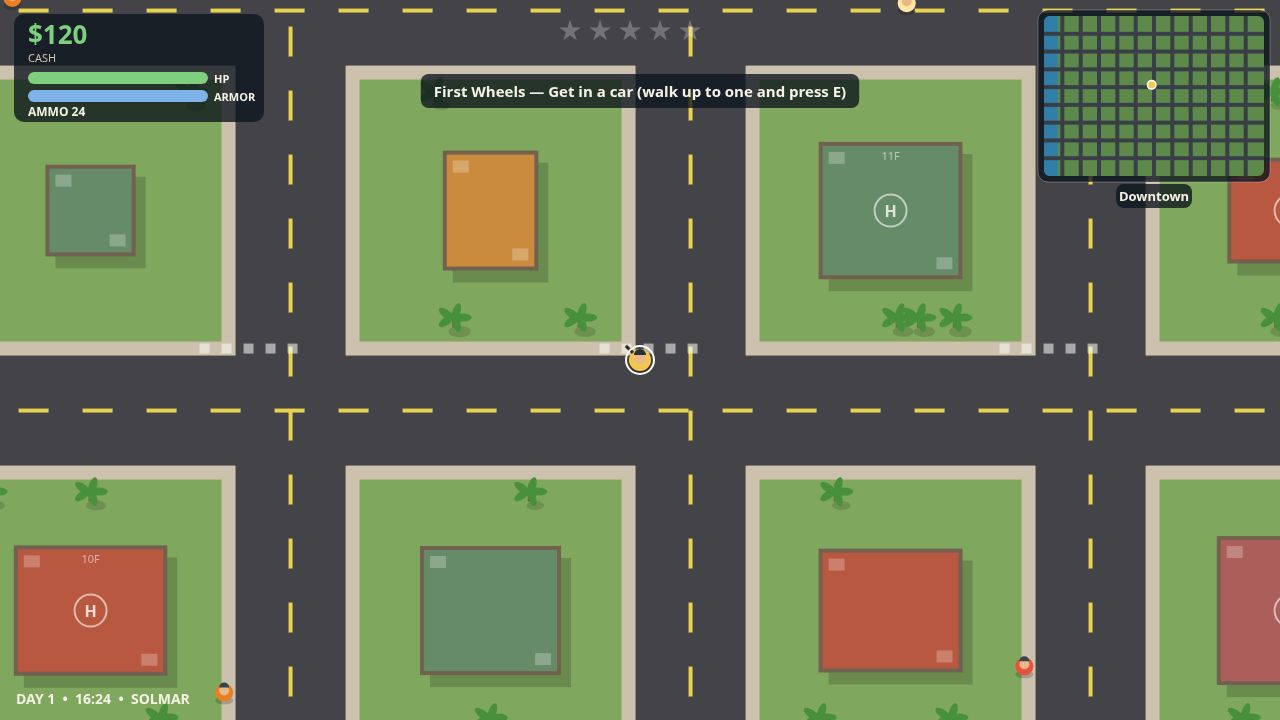 $120
CASH
HP
ARMOR
AMMO 24
First Wheels — Get in a car (walk up to one and press E)
Downtown
11F
H
10F
H
DAY 1 • 16:24 • SOLMAR